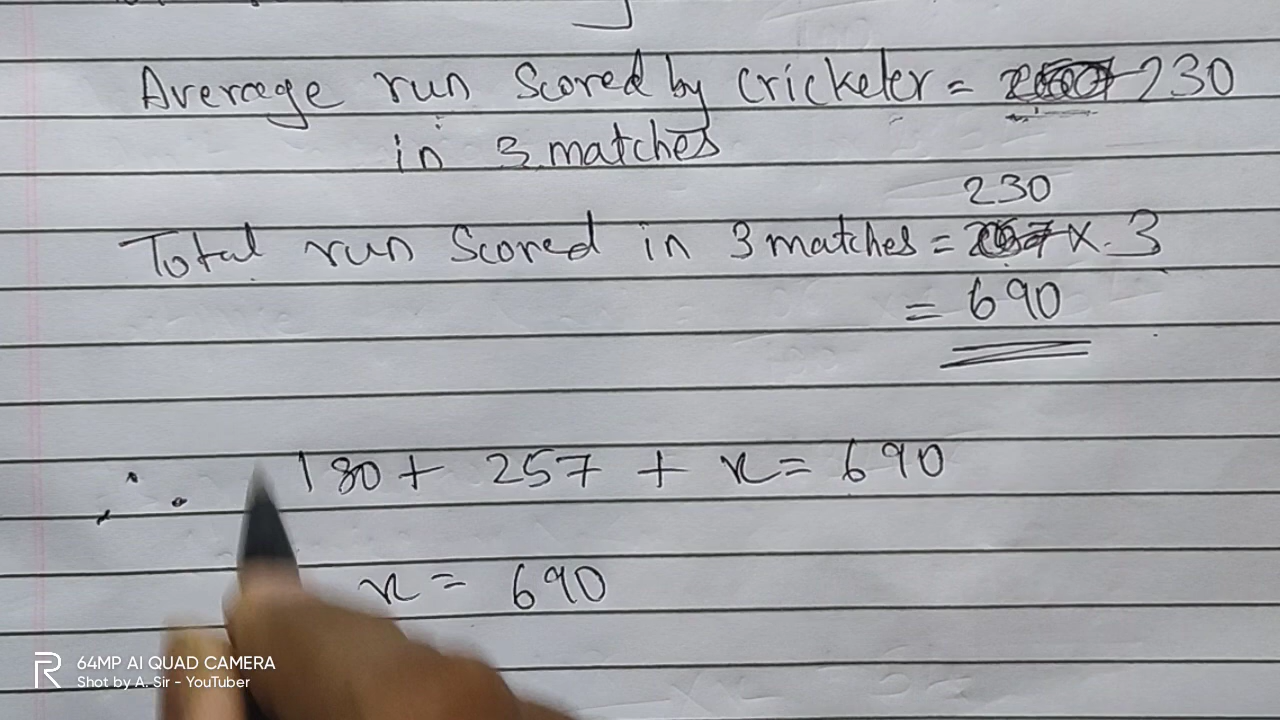 Average run Scored by cricketer = 230
in 3 matches
230
Total run Scored in 3 matches = x 3
= 690
∴ 180 + 257 + x = 690
x = 690
64MP AI QUAD CAMERA
Shot by A. Sir - YouTuber